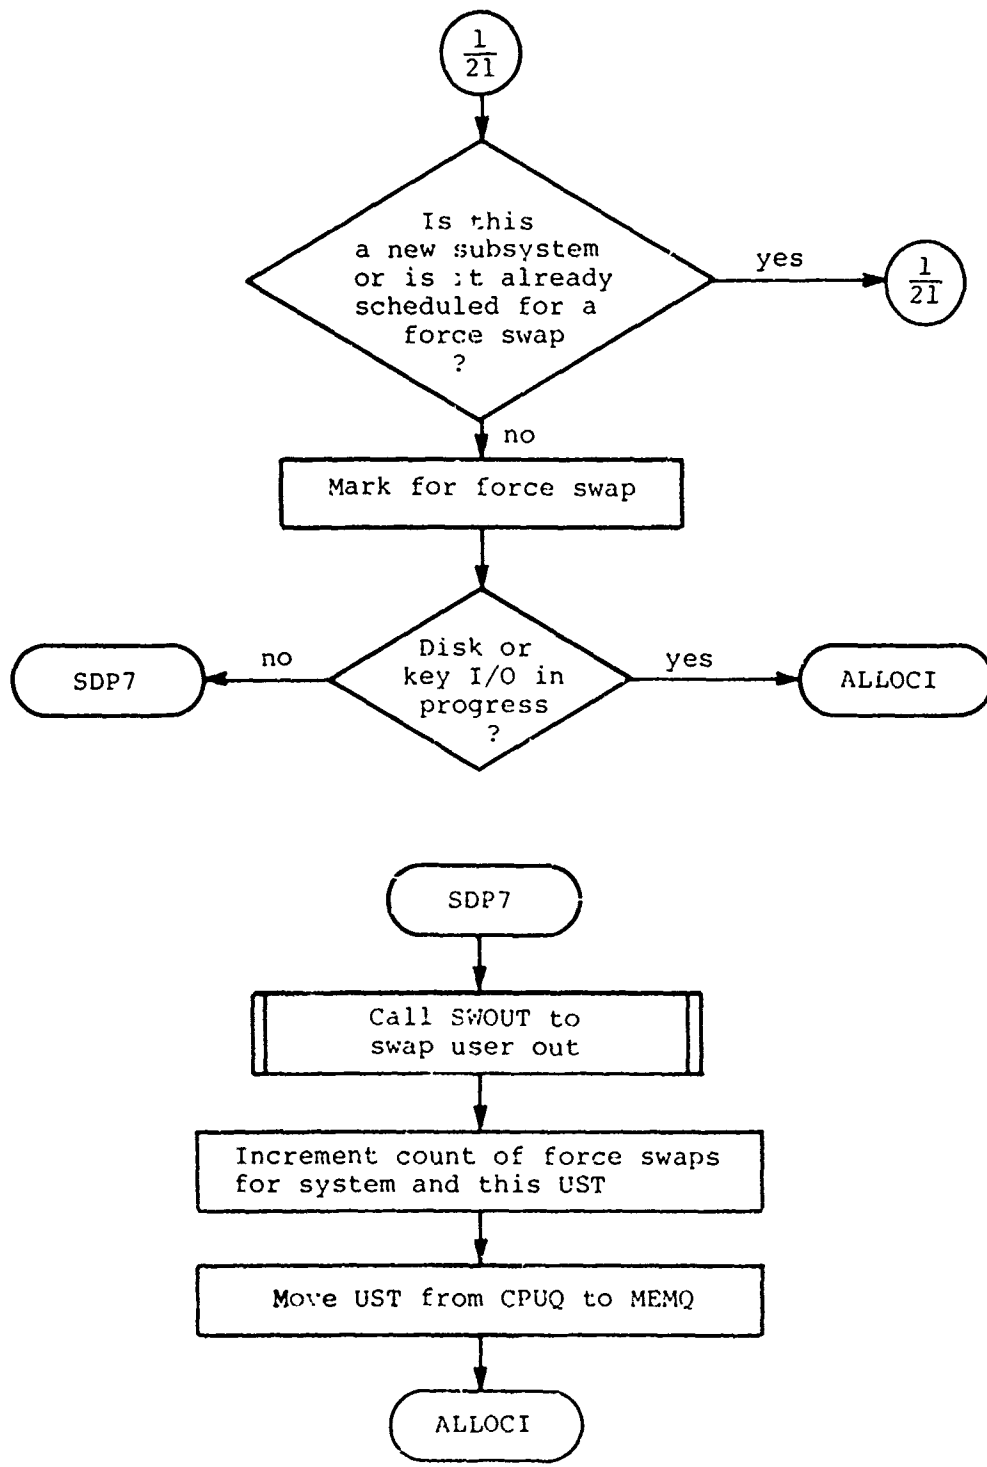 1
21
Is this
a new subsystem
or is it already
scheduled for a
force swap
?
yes
1
21
no
Mark for force swap
Disk or
key I/O in
progress
?
no
SDP7
yes
ALLOCI
SDP7
Call SWOUT to
swap user out
Increment count of force swaps
for system and this UST
Move UST from CPUQ to MEMQ
ALLOCI